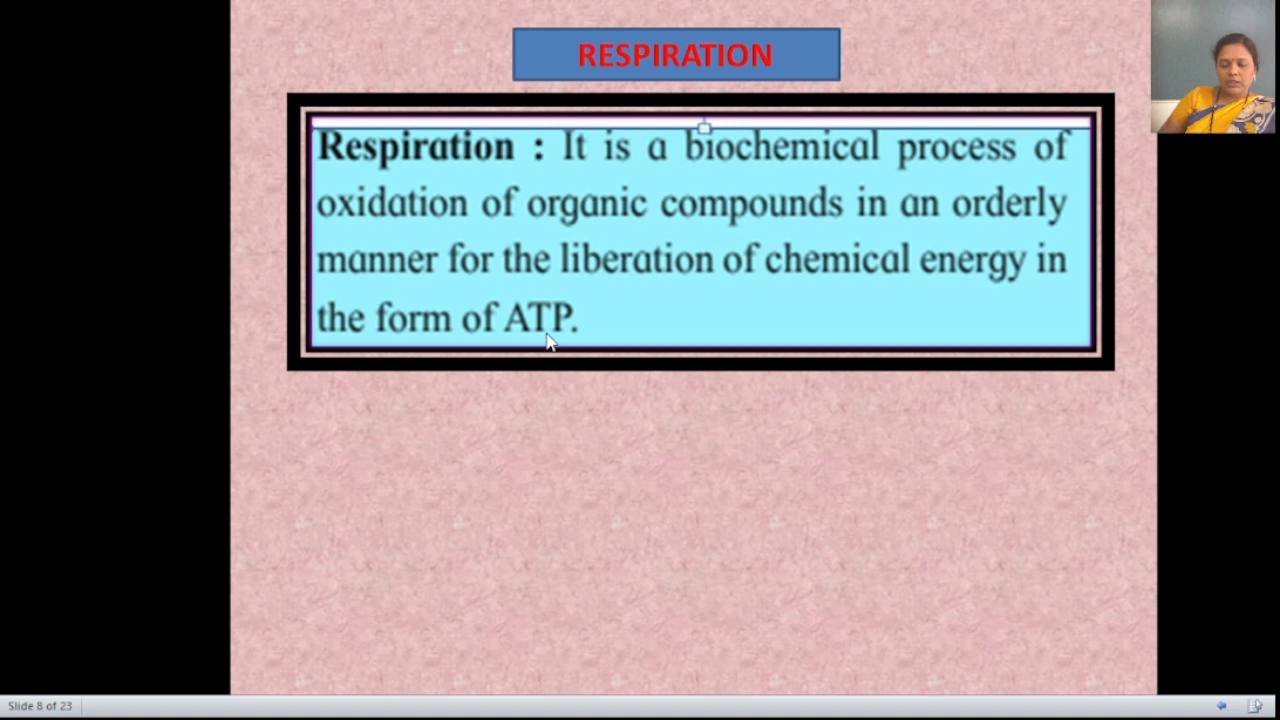 RESPIRATION
Respiration : It is a biochemical process of
oxidation of organic compounds in an orderly
manner for the liberation of chemical energy in
the form of ATP.
Slide 8 of 23